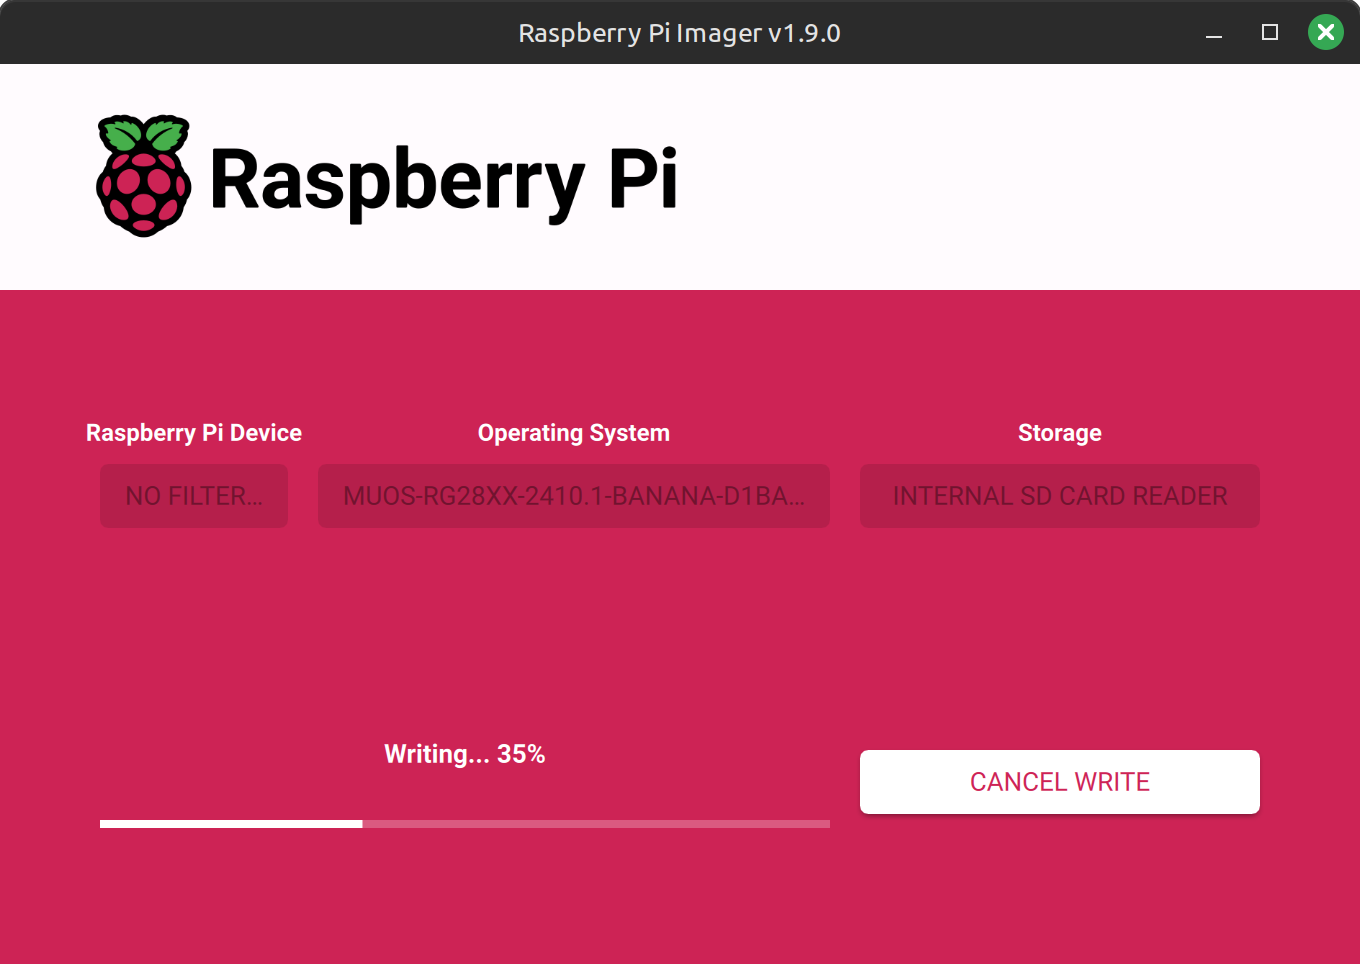 Raspberry Pi Imager v1.9.0
Raspberry Pi
Raspberry Pi Device
Operating System
Storage
NO FILTER...
MUOS-RG28XX-2410.1-BANANA-D1BA...
INTERNAL SD CARD READER
Writing... 35%
CANCEL WRITE